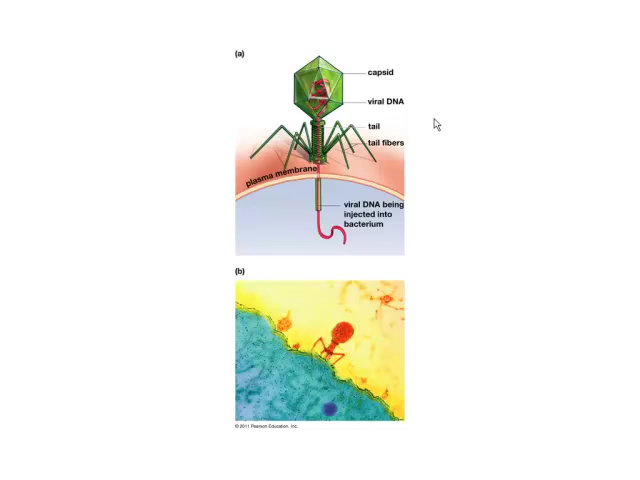 (a)
capsid
viral DNA
tail
tail fibers
plasma membrane
viral DNA being
injected into
bacterium
(b)
© 2011 Pearson Education, Inc.